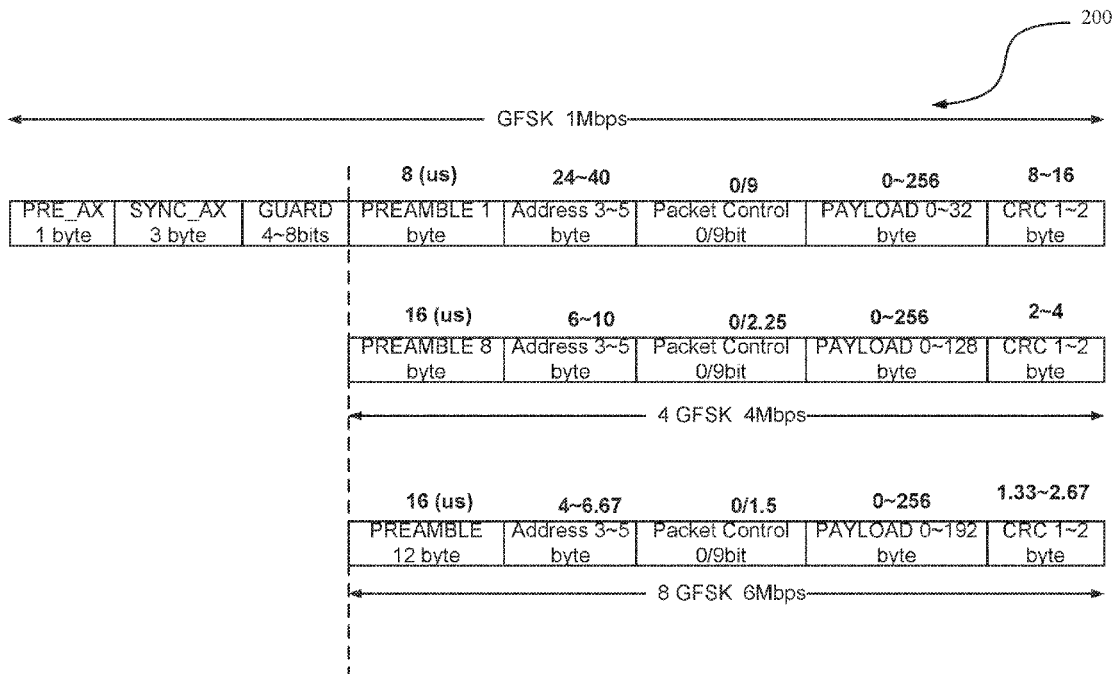 200
GFSK 1Mbps
8 (us) 24~40 0/9 0~256 8~16
PRE_AX SYNC_AX GUARD PREAMBLE 1 Address 3~5 Packet Control PAYLOAD 0~32 CRC 1~2
1 byte 3 byte 4~8bits byte byte 0/9bit byte byte
16 (us) 6~10 0/2.25 0~256 2~4
PREAMBLE 8 Address 3~5 Packet Control PAYLOAD 0~128 CRC 1~2
byte byte 0/9bit byte byte
4 GFSK 4Mbps
16 (us) 4~6.67 0/1.5 0~256 1.33~2.67
PREAMBLE Address 3~5 Packet Control PAYLOAD 0~192 CRC 1~2
12 byte byte 0/9bit byte byte
8 GFSK 6Mbps